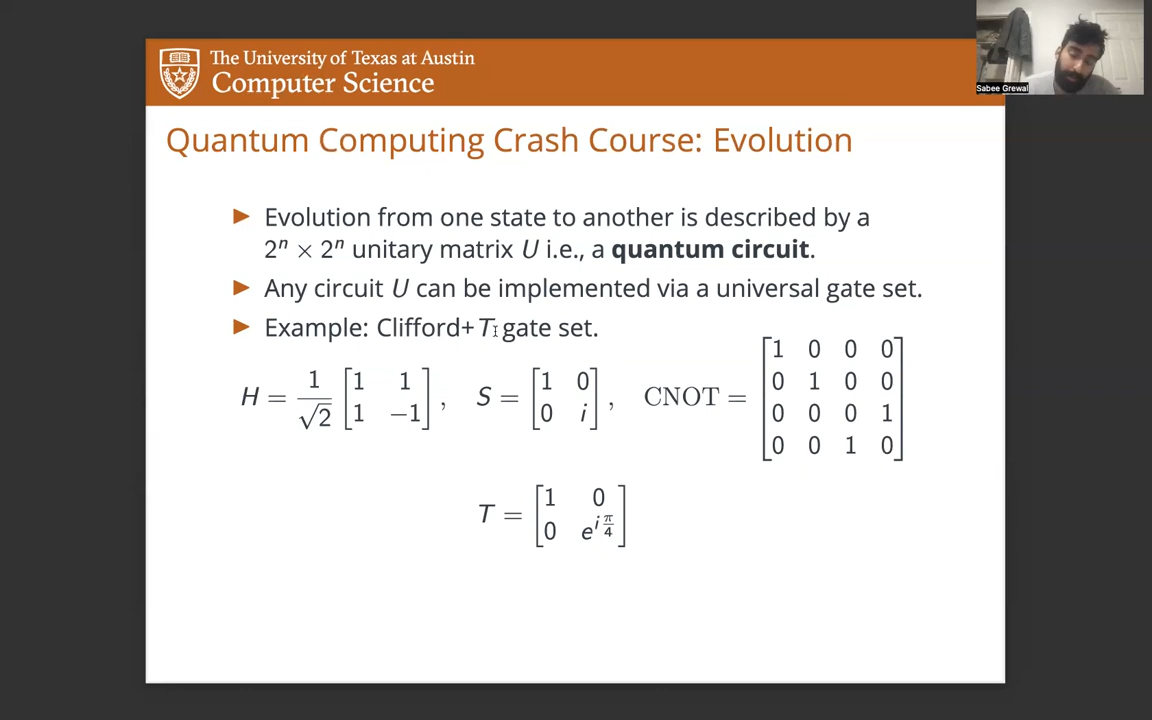 The University of Texas at Austin
Computer Science
Sabee Grewal
Quantum Computing Crash Course: Evolution
► Evolution from one state to another is described by a
2ⁿ × 2ⁿ unitary matrix U i.e., a quantum circuit.
► Any circuit U can be implemented via a universal gate set.
► Example: Clifford+T gate set.
H = 1/√2 [1 1; 1 −1], S = [1 0; 0 i], CNOT = [1 0 0 0; 0 1 0 0; 0 0 0 1; 0 0 1 0]
T = [1 0; 0 e^{iπ/4}]